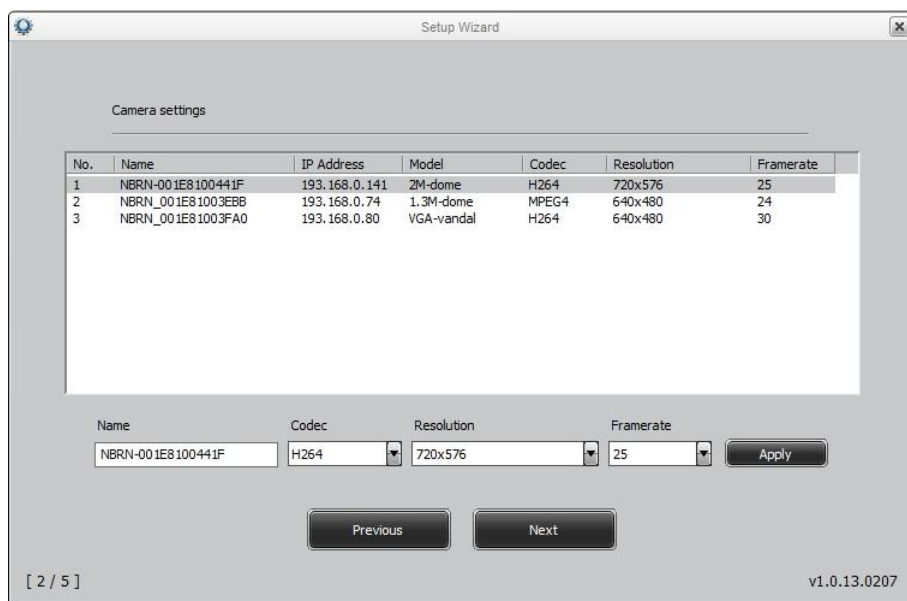 Setup Wizard
Camera settings
No. Name IP Address Model Codec Resolution Framerate
1 NBRN-001E8100441F 193.168.0.141 2M-dome H264 720x576 25
2 NBRN_001E81003EBB 193.168.0.74 1.3M-dome MPEG4 640x480 24
3 NBRN_001E81003FA0 193.168.0.80 VGA-vandal H264 640x480 30
Name Codec Resolution Framerate
NBRN-001E8100441F H264 720x576 25 Apply
Previous Next
[ 2 / 5 ] v1.0.13.0207